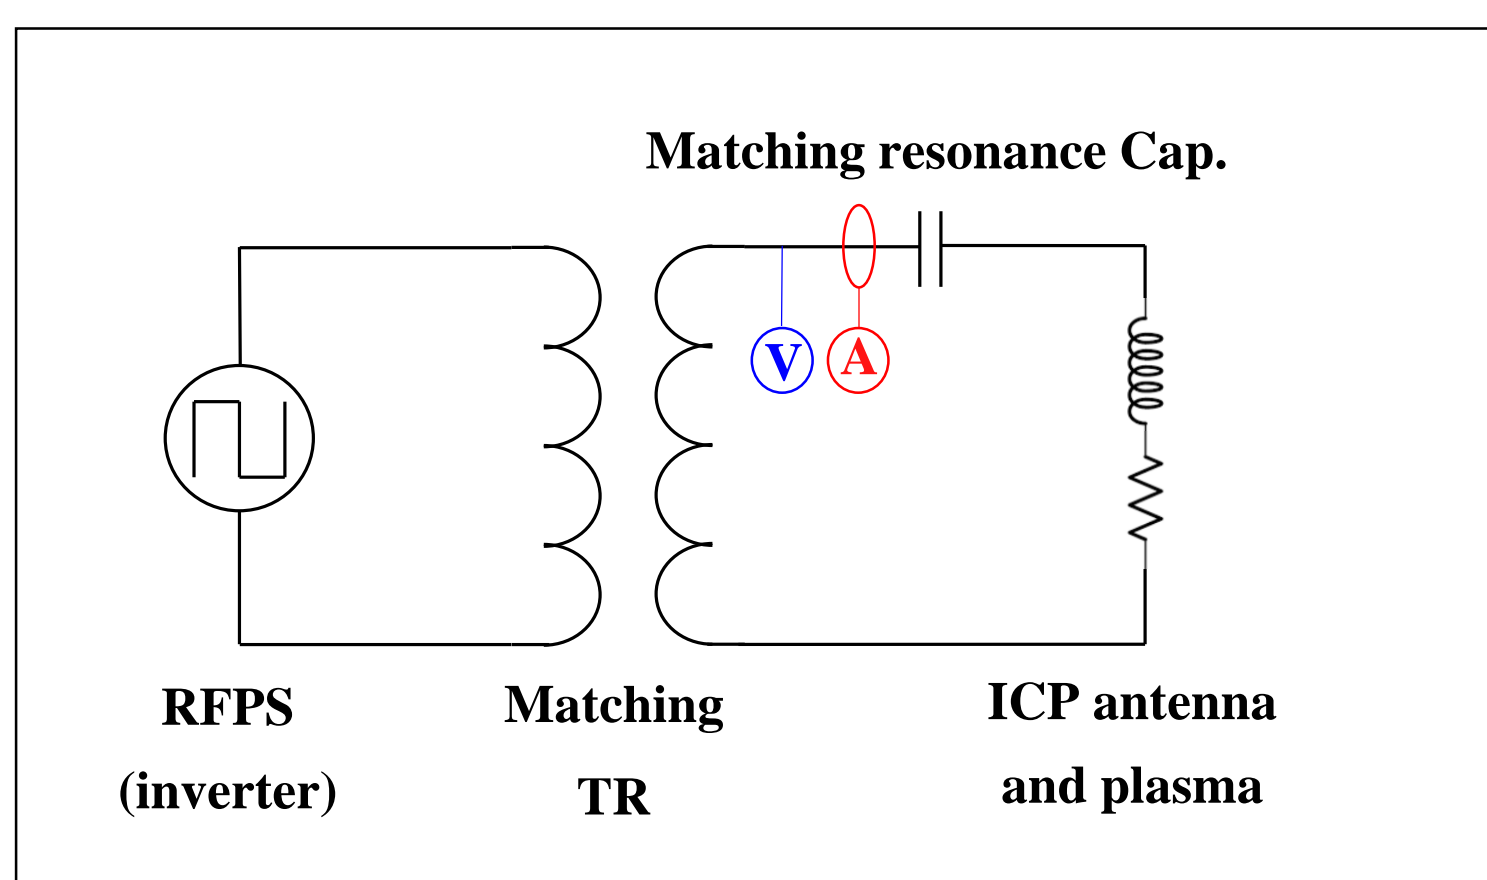 Matching resonance Cap.
V
A
RFPS
(inverter)
Matching
TR
ICP antenna
and plasma